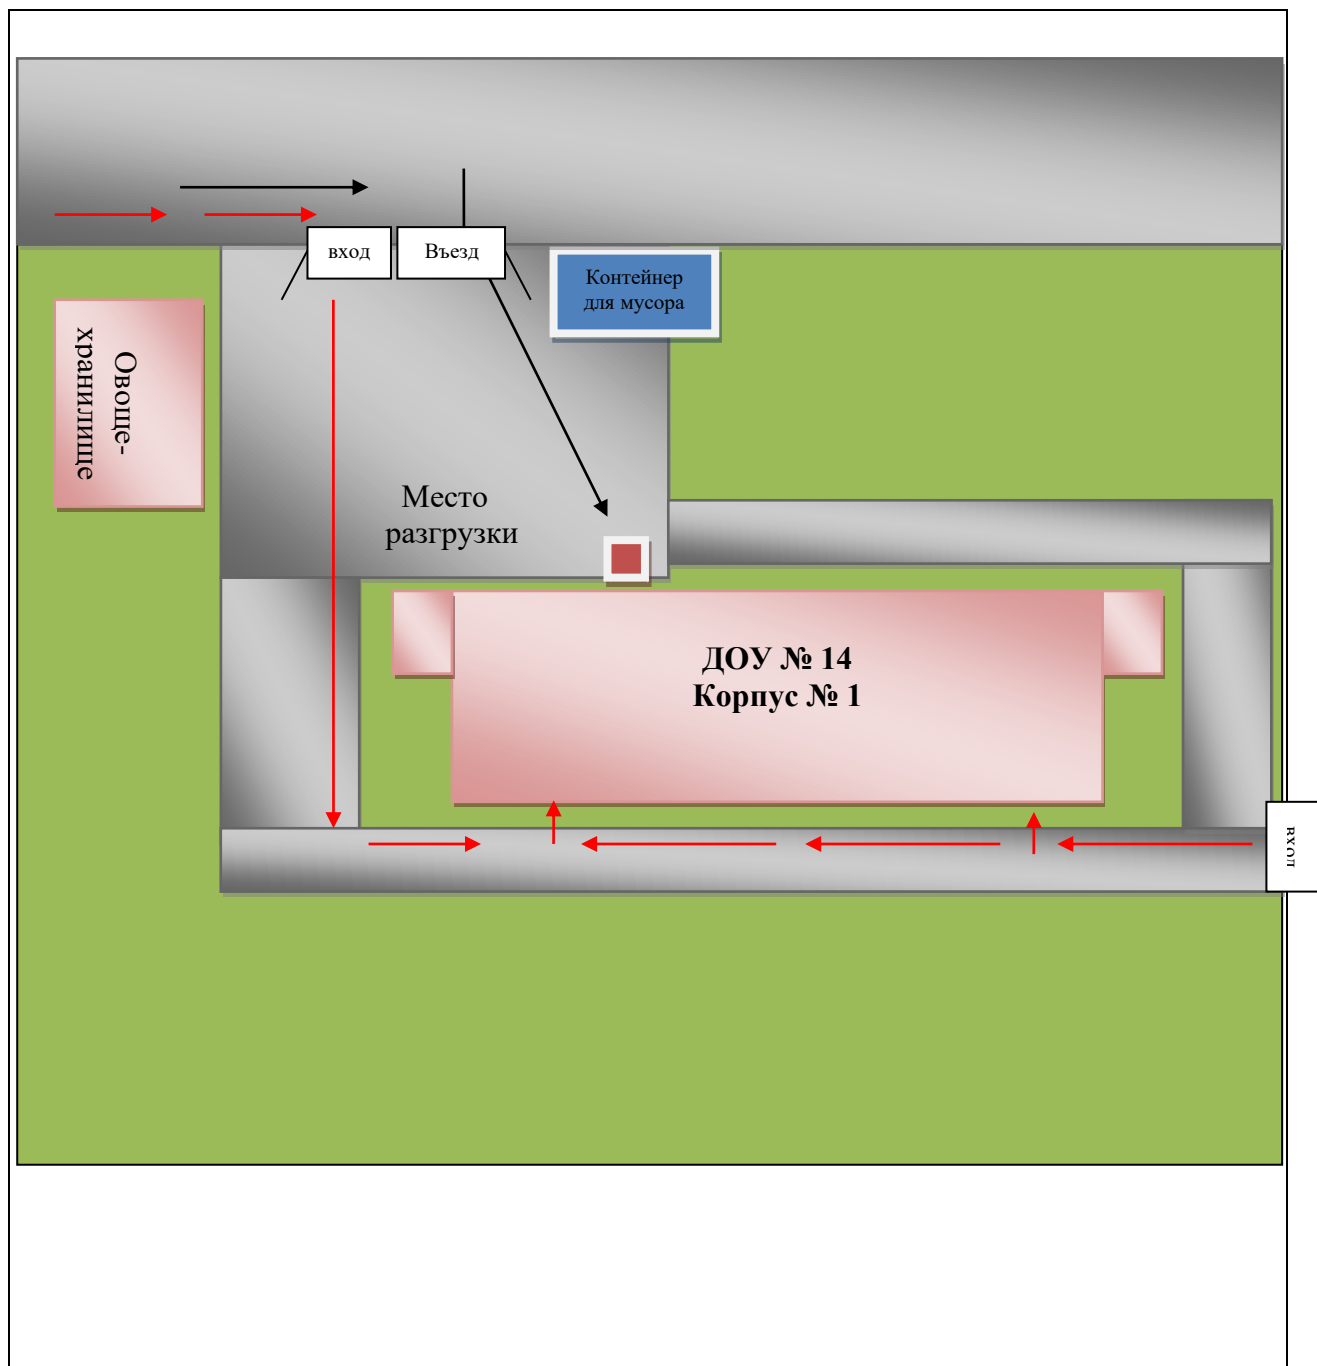 вход
Въезд
Контейнер
для мусора
Овоще-
хранилище
Место
разгрузки
ДОУ № 14
Корпус № 1
вход